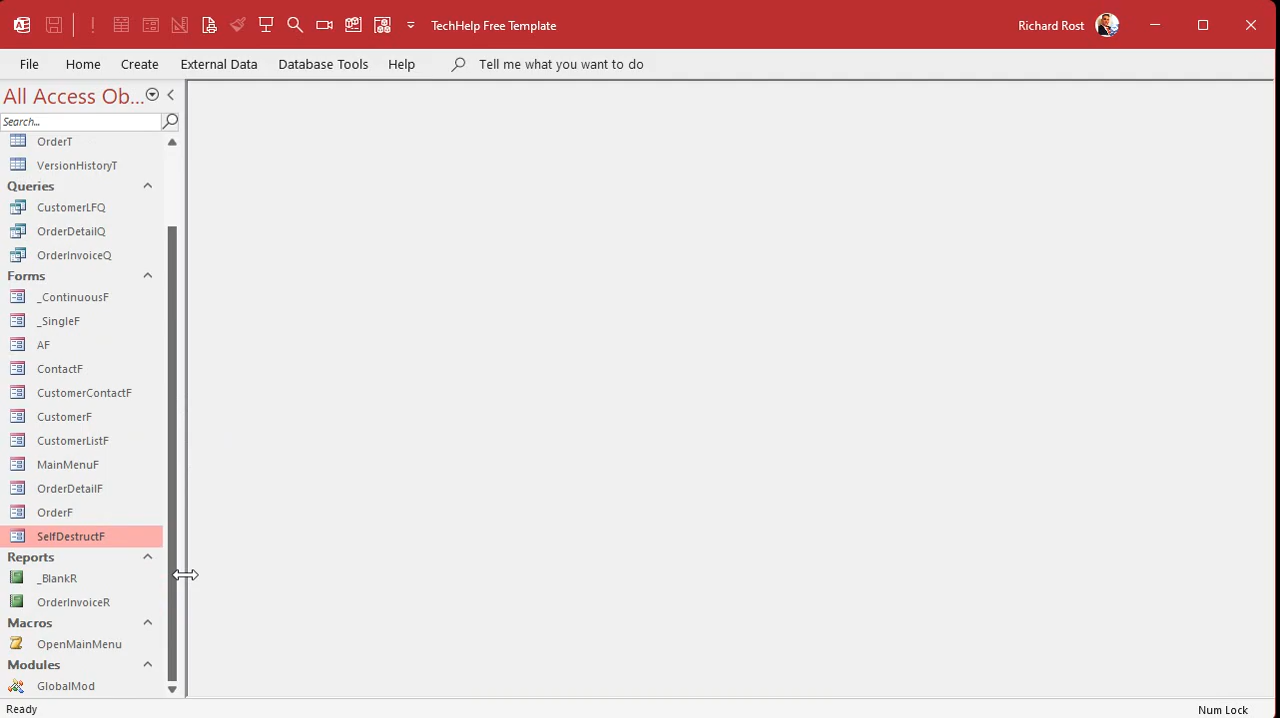 TechHelp Free Template
Richard Rost
File Home Create External Data Database Tools Help Tell me what you want to do
All Access Ob...
Search...
OrderT
VersionHistoryT
Queries
CustomerLFQ
OrderDetailQ
OrderInvoiceQ
Forms
_ContinuousF
_SingleF
AF
ContactF
CustomerContactF
CustomerF
CustomerListF
MainMenuF
OrderDetailF
OrderF
SelfDestructF
Reports
_BlankR
OrderInvoiceR
Macros
OpenMainMenu
Modules
GlobalMod
Ready
Num Lock